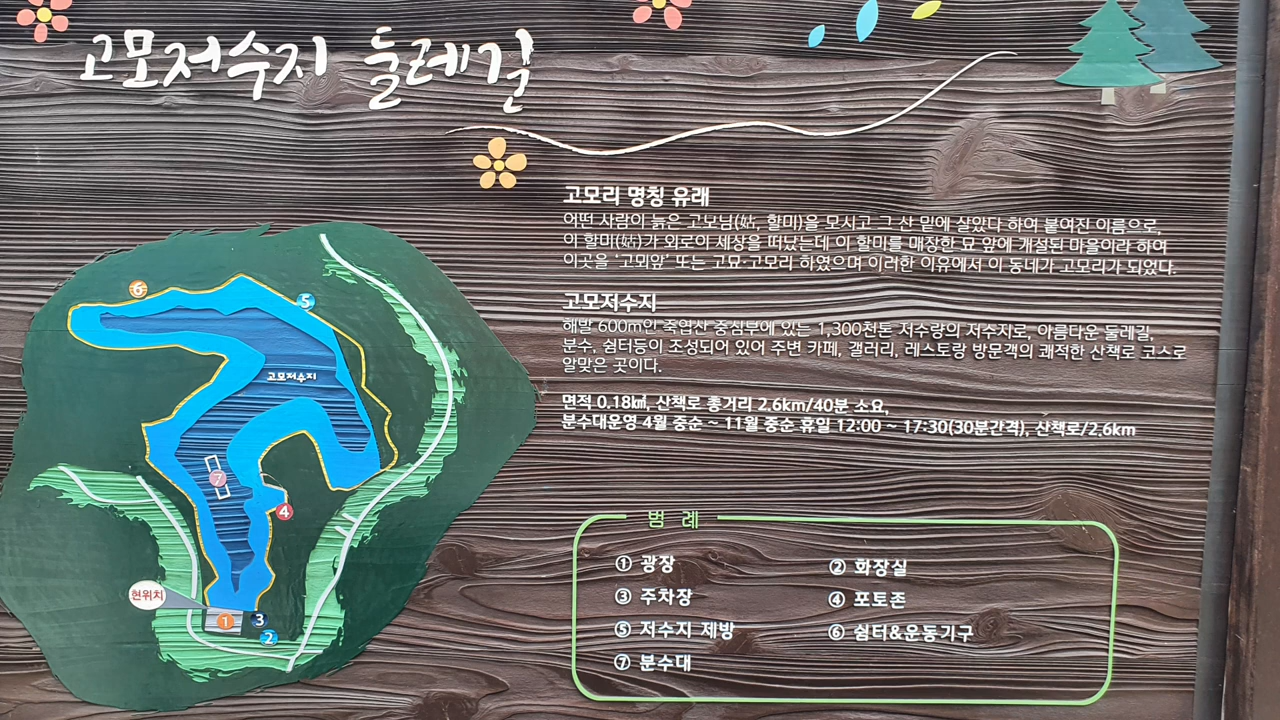 고모저수지 둘레길
고모리 명칭 유래
어떤 사람이 늙은 고모님(姑, 할미)을 모시고 그 산 밑에 살았다 하여 붙여진 이름으로,
이 할미(姑)가 외로이 세상을 떠났는데 이 할미를 매장한 묘 앞에 개설된 마을이라 하여
이곳을 '고뫼앞' 또는 고묘·고모리 하였으며 이러한 이유에서 이 동네가 고모리가 되었다.
고모저수지
해발 600m인 죽엽산 중심부에 있는 1,300천톤 저수량의 저수지로, 아름다운 둘레길,
분수, 쉼터등이 조성되어 있어 주변 카페, 갤러리, 레스토랑 방문객의 쾌적한 산책로 코스로
알맞은 곳이다.
면적 0.18㎢, 산책로 총거리 2.6km/40분 소요,
분수대운영 4월 중순 ~ 11월 중순 휴일 12:00 ~ 17:30(30분간격), 산책로/2.6km
⑥
⑤
고모저수지
⑦
④
현위치
① ③
②
범 례
① 광장 ② 화장실
③ 주차장 ④ 포토존
⑤ 저수지 제방 ⑥ 쉼터&운동기구
⑦ 분수대